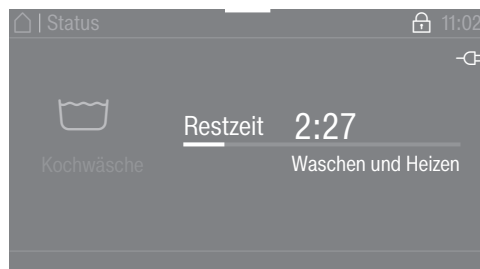 | Status 11:02
Restzeit 2:27
Kochwäsche
Waschen und Heizen